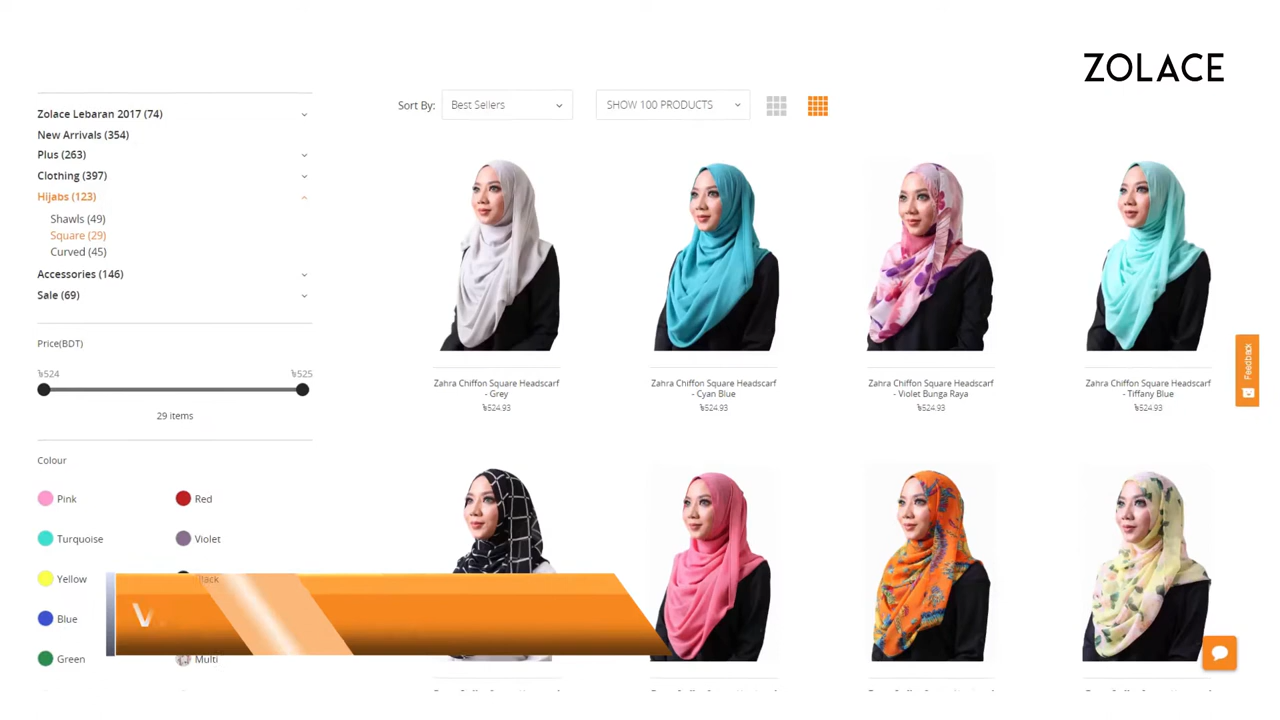 ZOLACE
Sort By: Best Sellers SHOW 100 PRODUCTS
Zolace Lebaran 2017 (74)
New Arrivals (354)
Plus (263)
Clothing (397)
Hijabs (123)
Shawls (49)
Square (29)
Curved (45)
Accessories (146)
Sale (69)
Price(BDT)
৳524 ৳525
29 items
Colour
Pink Red
Turquoise Violet
Yellow Black
Blue
Green Multi
Zahra Chiffon Square Headscarf
- Grey
৳524.93
Zahra Chiffon Square Headscarf
- Cyan Blue
৳524.93
Zahra Chiffon Square Headscarf
- Violet Bunga Raya
৳524.93
Zahra Chiffon Square Headscarf
- Tiffany Blue
৳524.93
Feedback
V